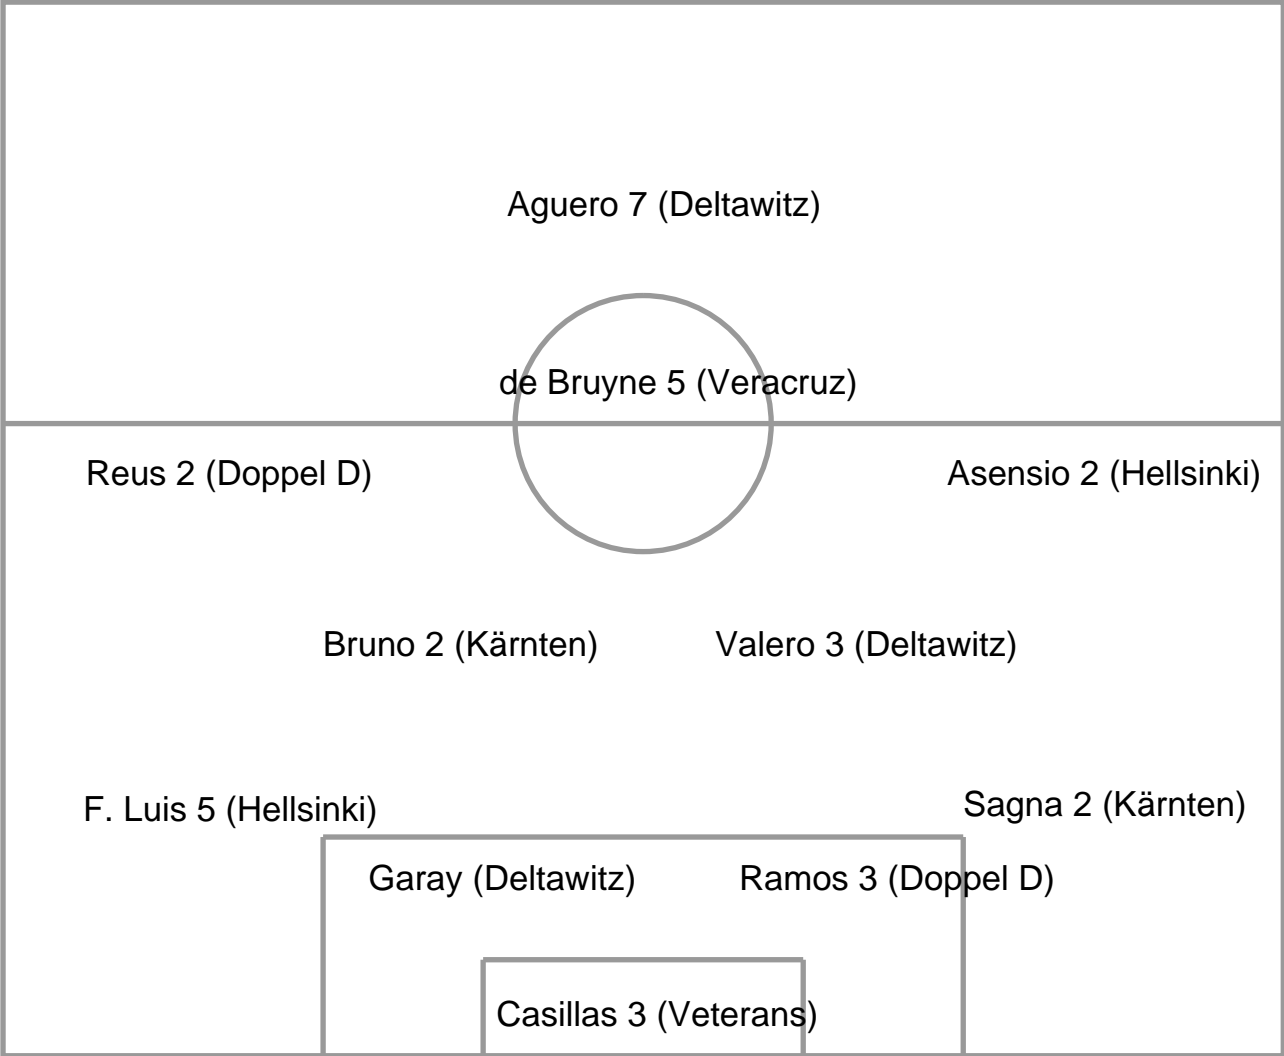 Aguero 7 (Deltawitz)
de Bruyne 5 (Veracruz)
Reus 2 (Doppel D)
Asensio 2 (Hellsinki)
Bruno 2 (Kärnten)
Valero 3 (Deltawitz)
F. Luis 5 (Hellsinki)
Sagna 2 (Kärnten)
Garay (Deltawitz)
Ramos 3 (Doppel D)
Casillas 3 (Veterans)